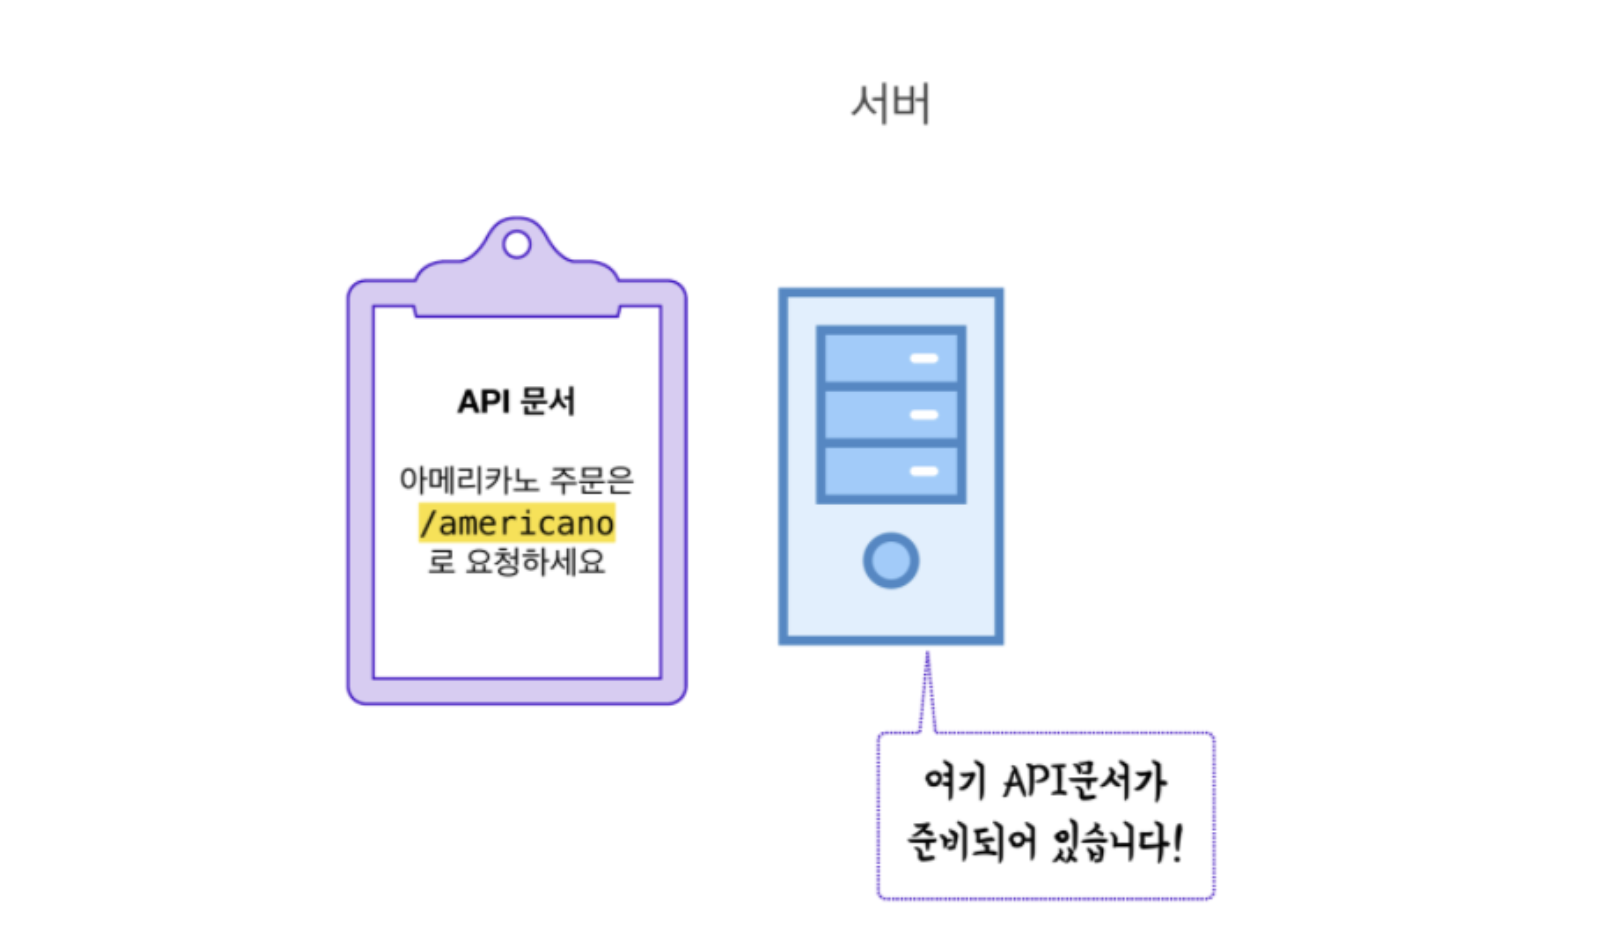 서버
API 문서
아메리카노 주문은
/americano
로 요청하세요
여기 API문서가
준비되어 있습니다!